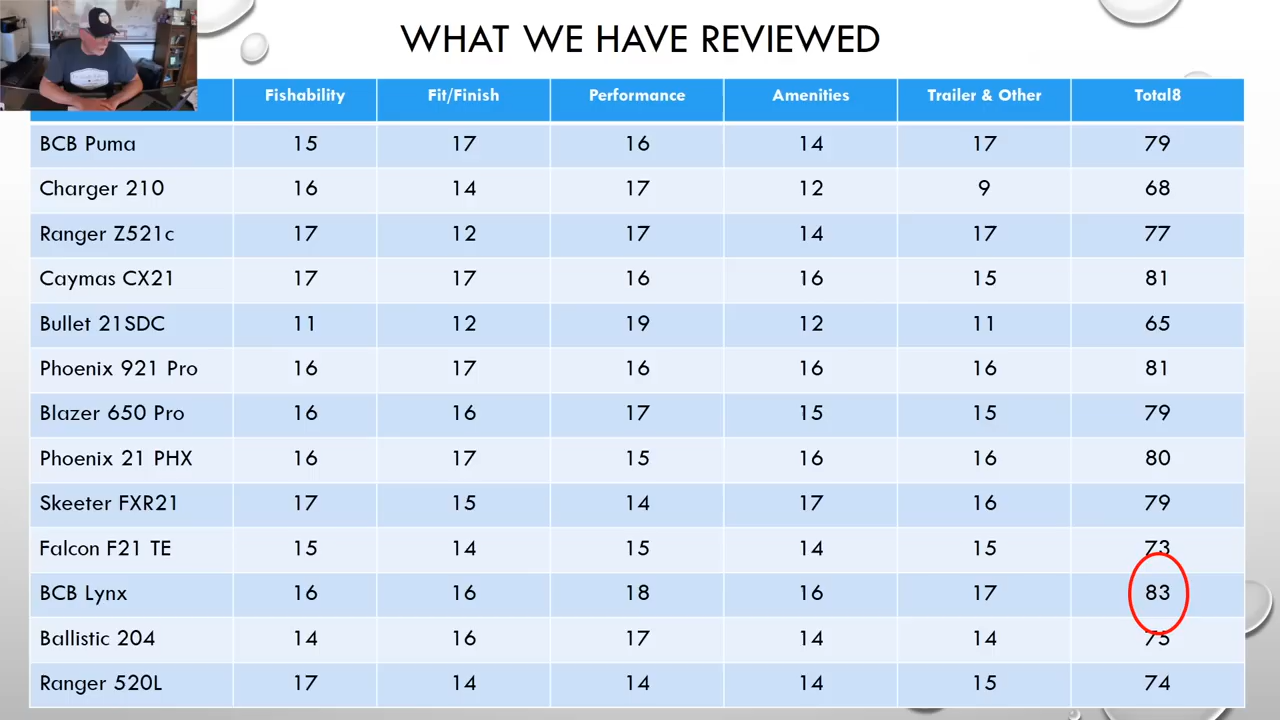 WHAT WE HAVE REVIEWED
Fishability Fit/Finish Performance Amenities Trailer & Other Total8
BCB Puma 15 17 16 14 17 79
Charger 210 16 14 17 12 9 68
Ranger Z521c 17 12 17 14 17 77
Caymas CX21 17 17 16 16 15 81
Bullet 21SDC 11 12 19 12 11 65
Phoenix 921 Pro 16 17 16 16 16 81
Blazer 650 Pro 16 16 17 15 15 79
Phoenix 21 PHX 16 17 15 16 16 80
Skeeter FXR21 17 15 14 17 16 79
Falcon F21 TE 15 14 15 14 15 73
BCB Lynx 16 16 18 16 17 83
Ballistic 204 14 16 17 14 14 75
Ranger 520L 17 14 14 14 15 74